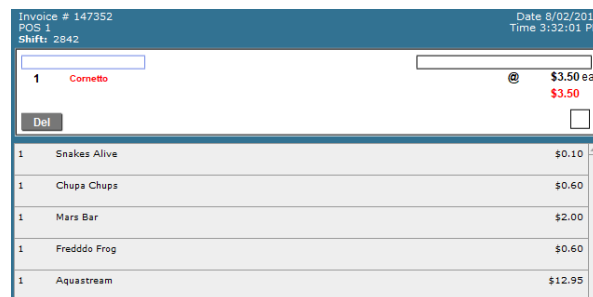 Invoice # 147352
Date 8/02/201
POS 1
Time 3:32:01 P
Shift: 2842
1 Cornetto @ $3.50 ea
$3.50
Del
1 Snakes Alive $0.10
1 Chupa Chups $0.60
1 Mars Bar $2.00
1 Fredddo Frog $0.60
1 Aquastream $12.95